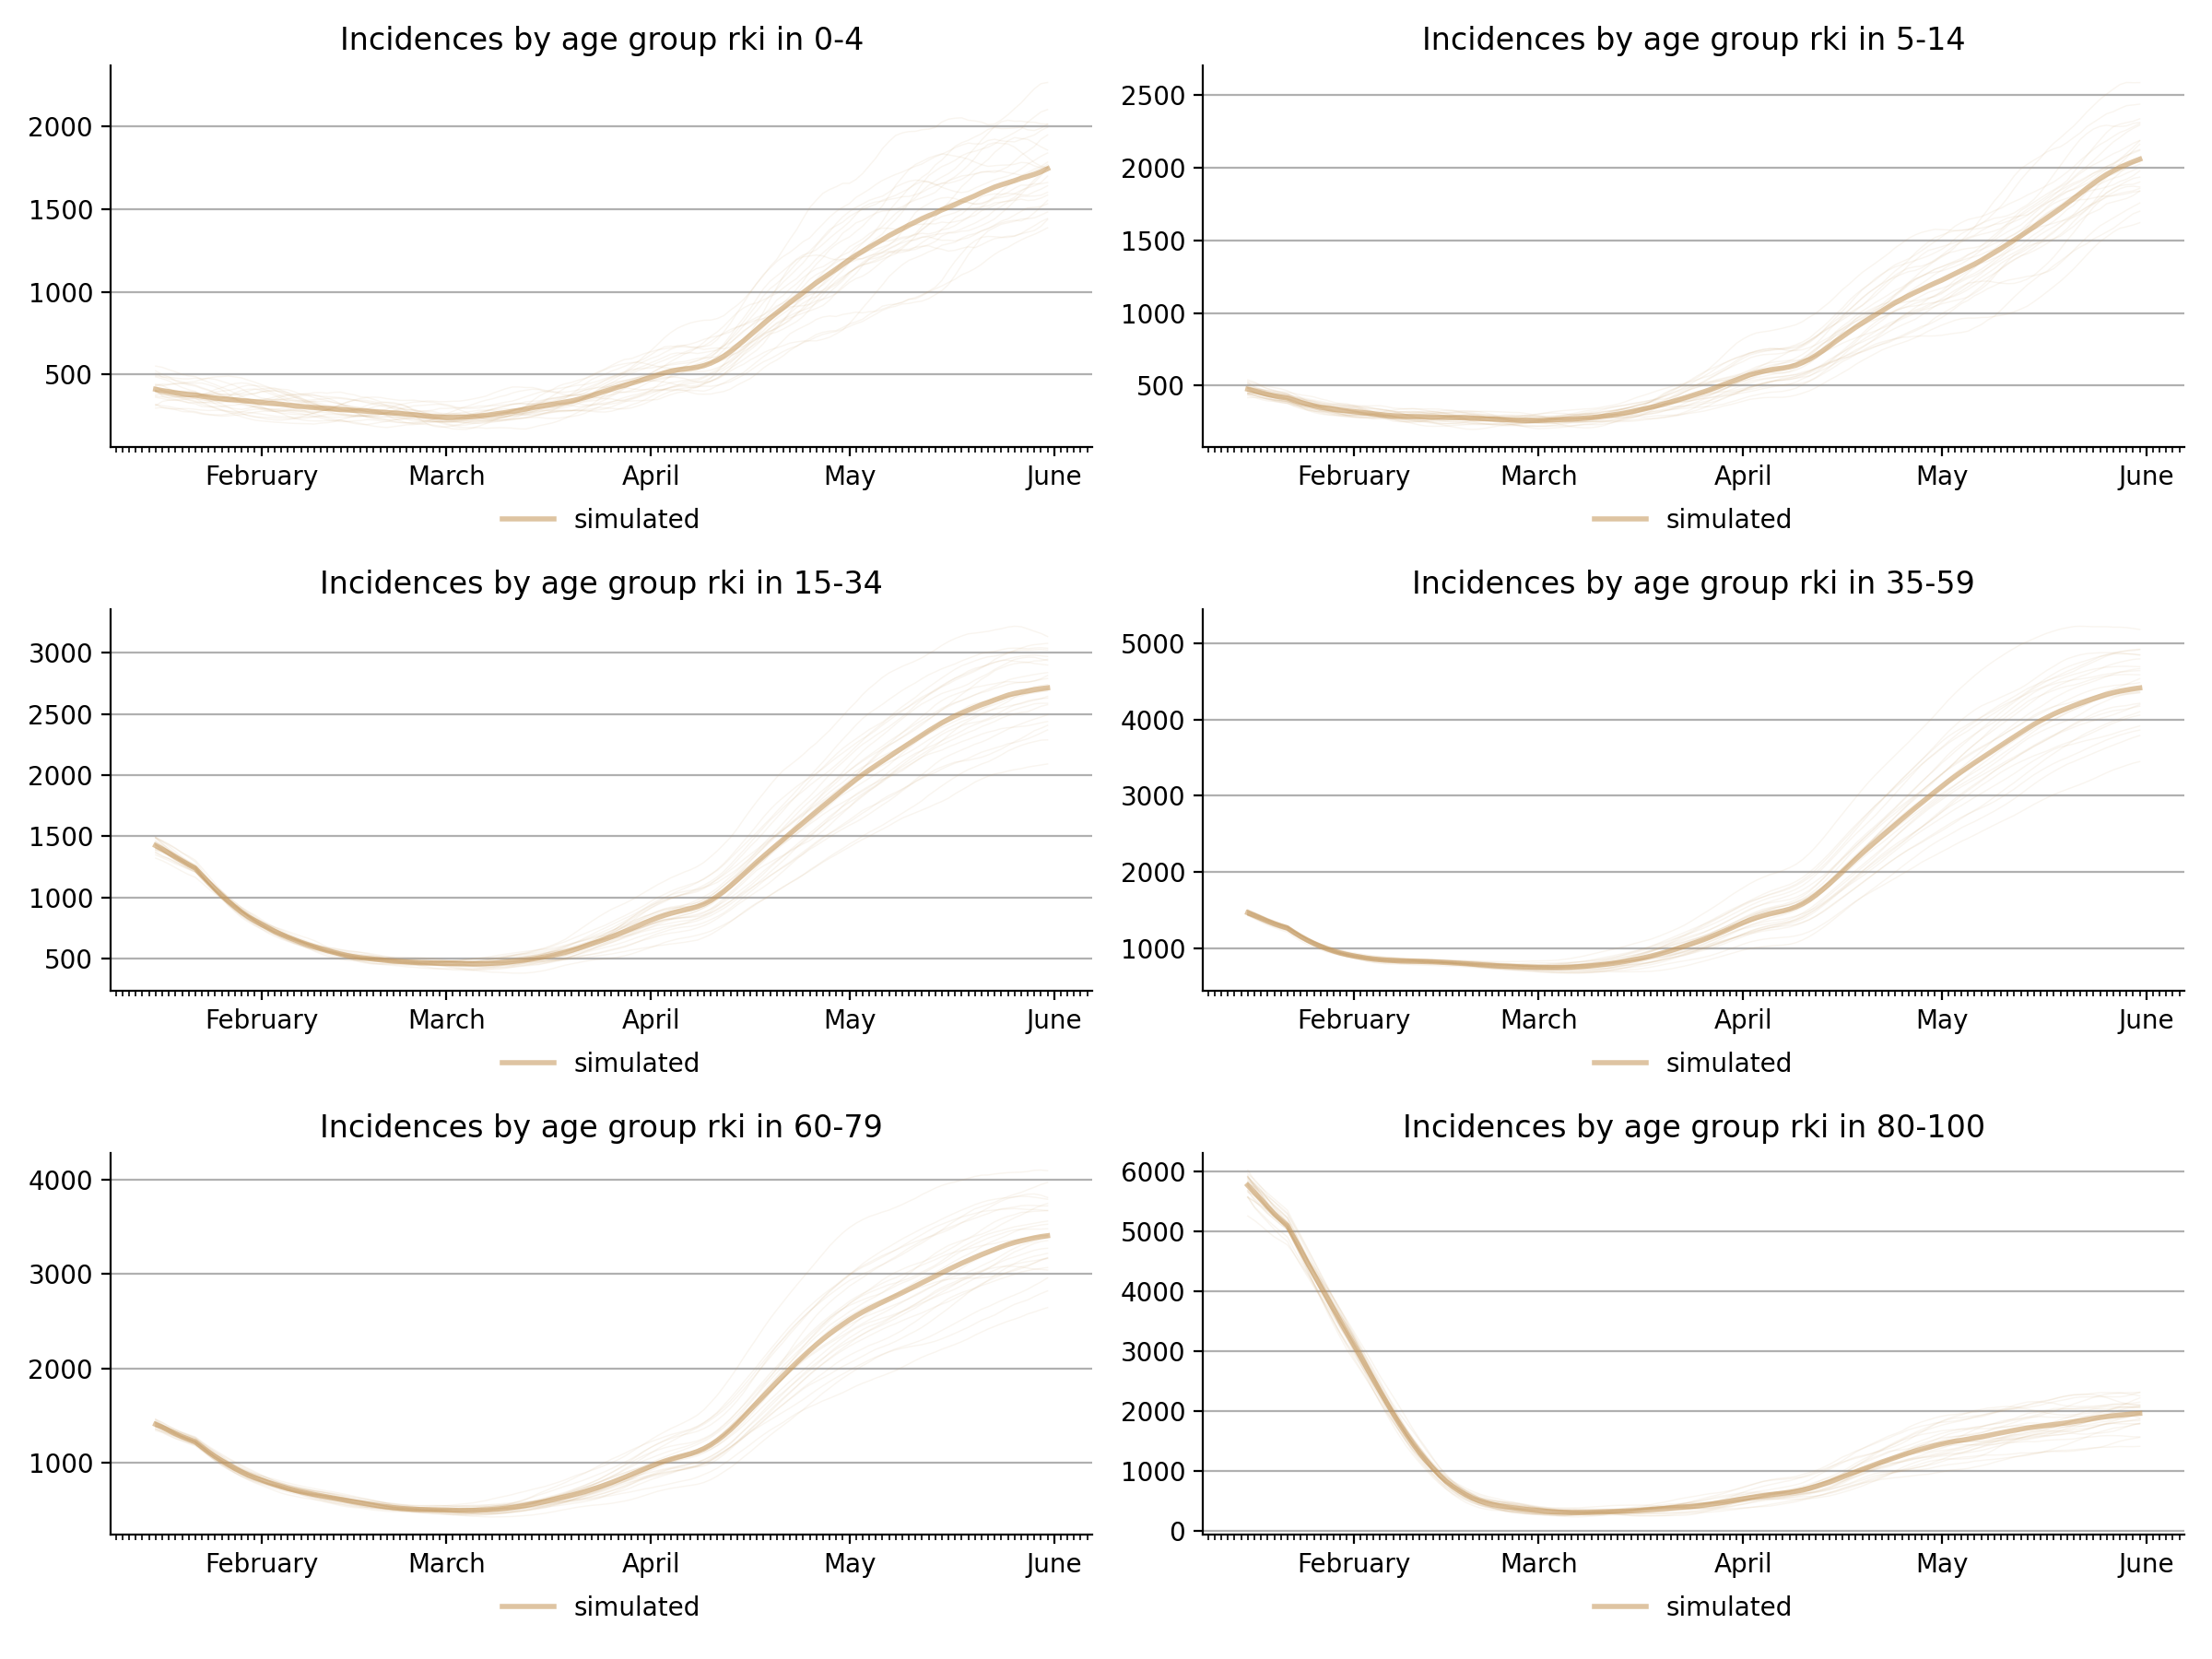 Incidences by age group rki in 0-4
2000
1500
1000
500
February March April May June
simulated
Incidences by age group rki in 5-14
2500
2000
1500
1000
500
February March April May June
simulated
Incidences by age group rki in 15-34
3000
2500
2000
1500
1000
500
February March April May June
simulated
Incidences by age group rki in 35-59
5000
4000
3000
2000
1000
February March April May June
simulated
Incidences by age group rki in 60-79
4000
3000
2000
1000
February March April May June
simulated
Incidences by age group rki in 80-100
6000
5000
4000
3000
2000
1000
0
February March April May June
simulated